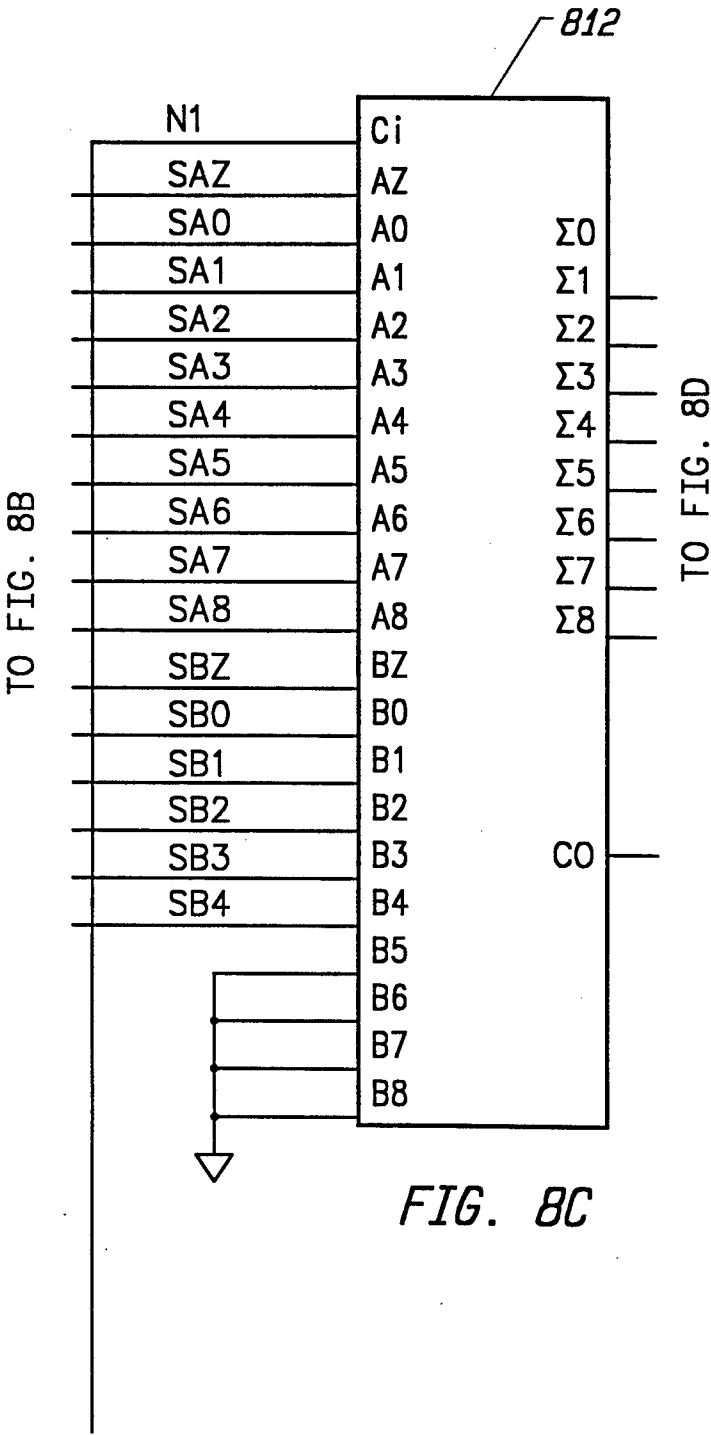 812
N1 Ci
SAZ AZ
SA0 A0 Σ0
SA1 A1 Σ1
SA2 A2 Σ2
SA3 A3 Σ3
SA4 A4 Σ4
SA5 A5 Σ5
SA6 A6 Σ6
SA7 A7 Σ7
SA8 A8 Σ8
SBZ BZ
SB0 B0
SB1 B1
SB2 B2
SB3 B3 CO
SB4 B4
B5
B6
B7
B8
TO FIG. 8B
TO FIG. 8D
FIG. 8C